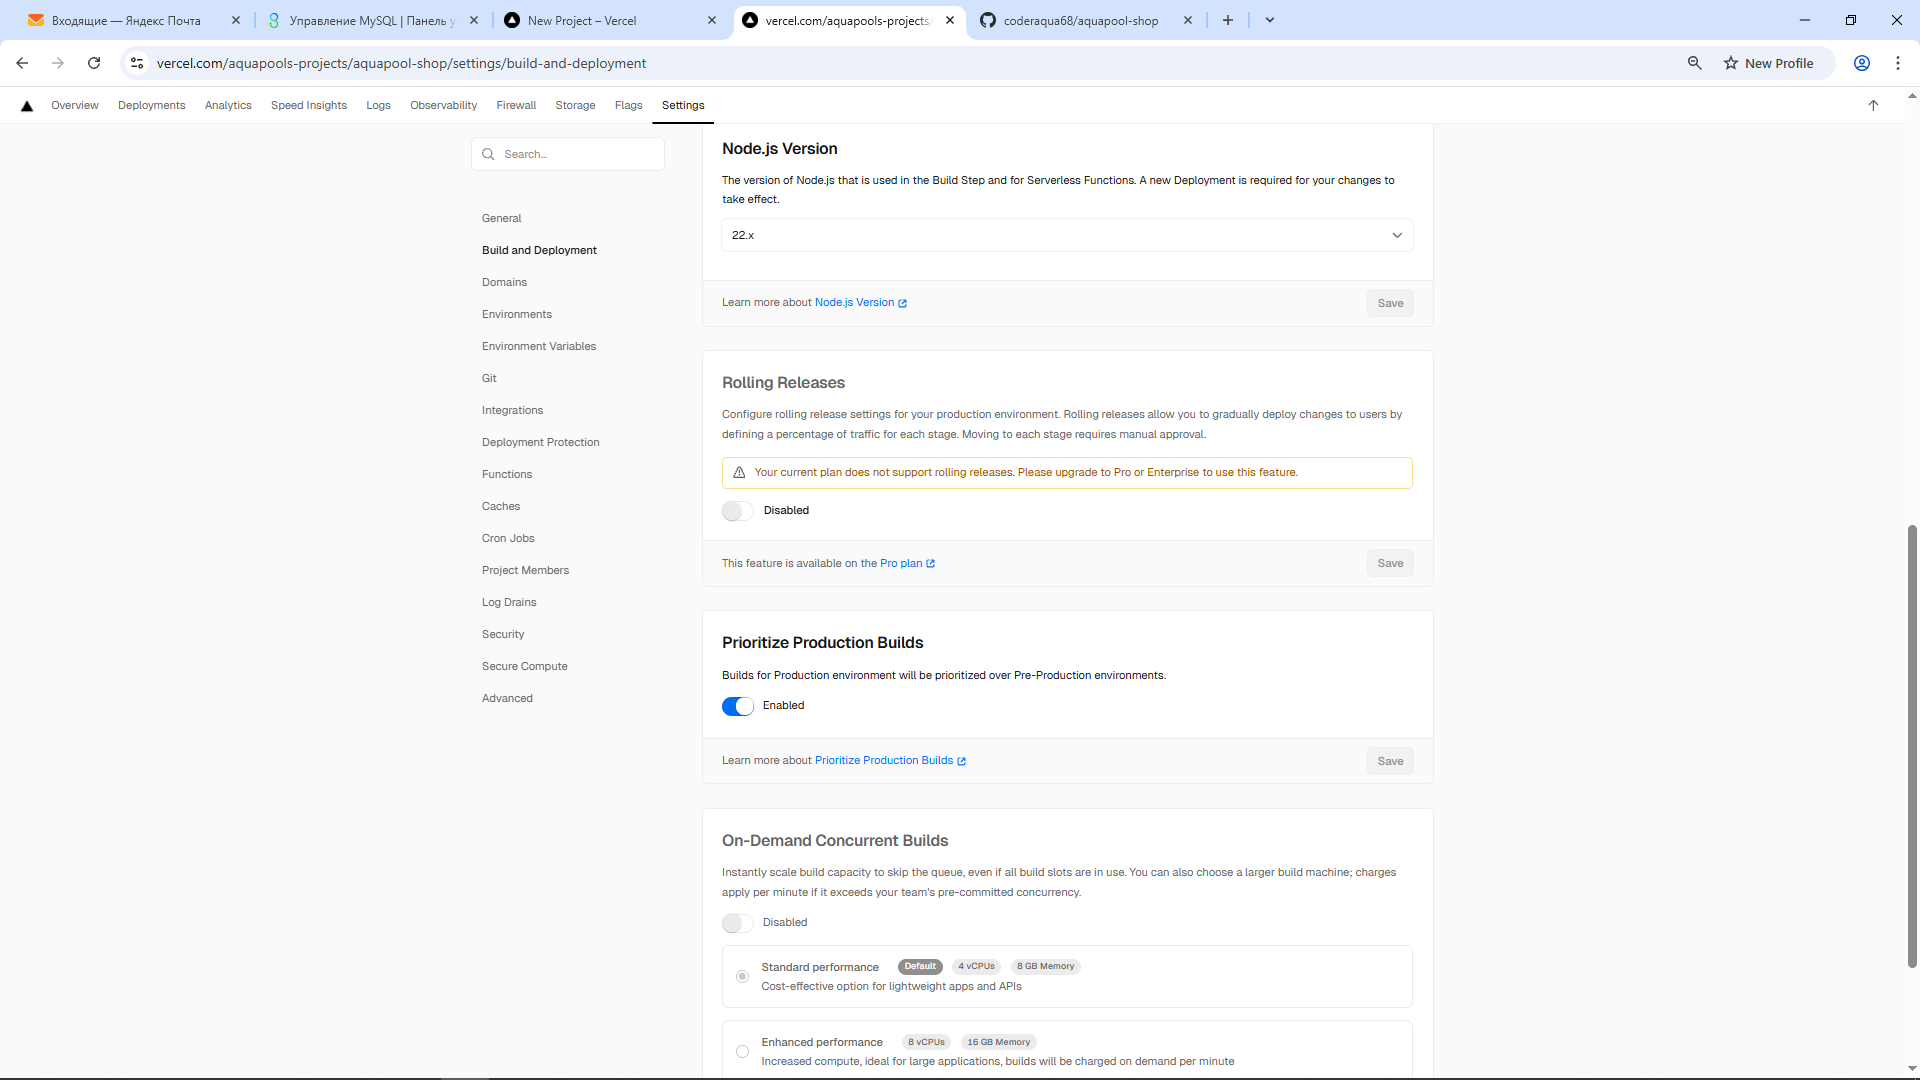 Входящие — Яндекс Почта
Управление MySQL | Панель у
New Project – Vercel
vercel.com/aquapools-projects/
coderaqua68/aquapool-shop
vercel.com/aquapools-projects/aquapool-shop/settings/build-and-deployment
New Profile
Overview
Deployments
Analytics
Speed Insights
Logs
Observability
Firewall
Storage
Flags
Settings
Search...
General
Build and Deployment
Domains
Environments
Environment Variables
Git
Integrations
Deployment Protection
Functions
Caches
Cron Jobs
Project Members
Log Drains
Security
Secure Compute
Advanced
Node.js Version
The version of Node.js that is used in the Build Step and for Serverless Functions. A new Deployment is required for your changes to
take effect.
22.x
Learn more about Node.js Version
Save
Rolling Releases
Configure rolling release settings for your production environment. Rolling releases allow you to gradually deploy changes to users by
defining a percentage of traffic for each stage. Moving to each stage requires manual approval.
Your current plan does not support rolling releases. Please upgrade to Pro or Enterprise to use this feature.
Disabled
This feature is available on the Pro plan
Save
Prioritize Production Builds
Builds for Production environment will be prioritized over Pre-Production environments.
Enabled
Learn more about Prioritize Production Builds
Save
On-Demand Concurrent Builds
Instantly scale build capacity to skip the queue, even if all build slots are in use. You can also choose a larger build machine; charges
apply per minute if it exceeds your team's pre-committed concurrency.
Disabled
Standard performance Default 4 vCPUs 8 GB Memory
Cost-effective option for lightweight apps and APIs
Enhanced performance 8 vCPUs 16 GB Memory
Increased compute, ideal for large applications, builds will be charged on demand per minute